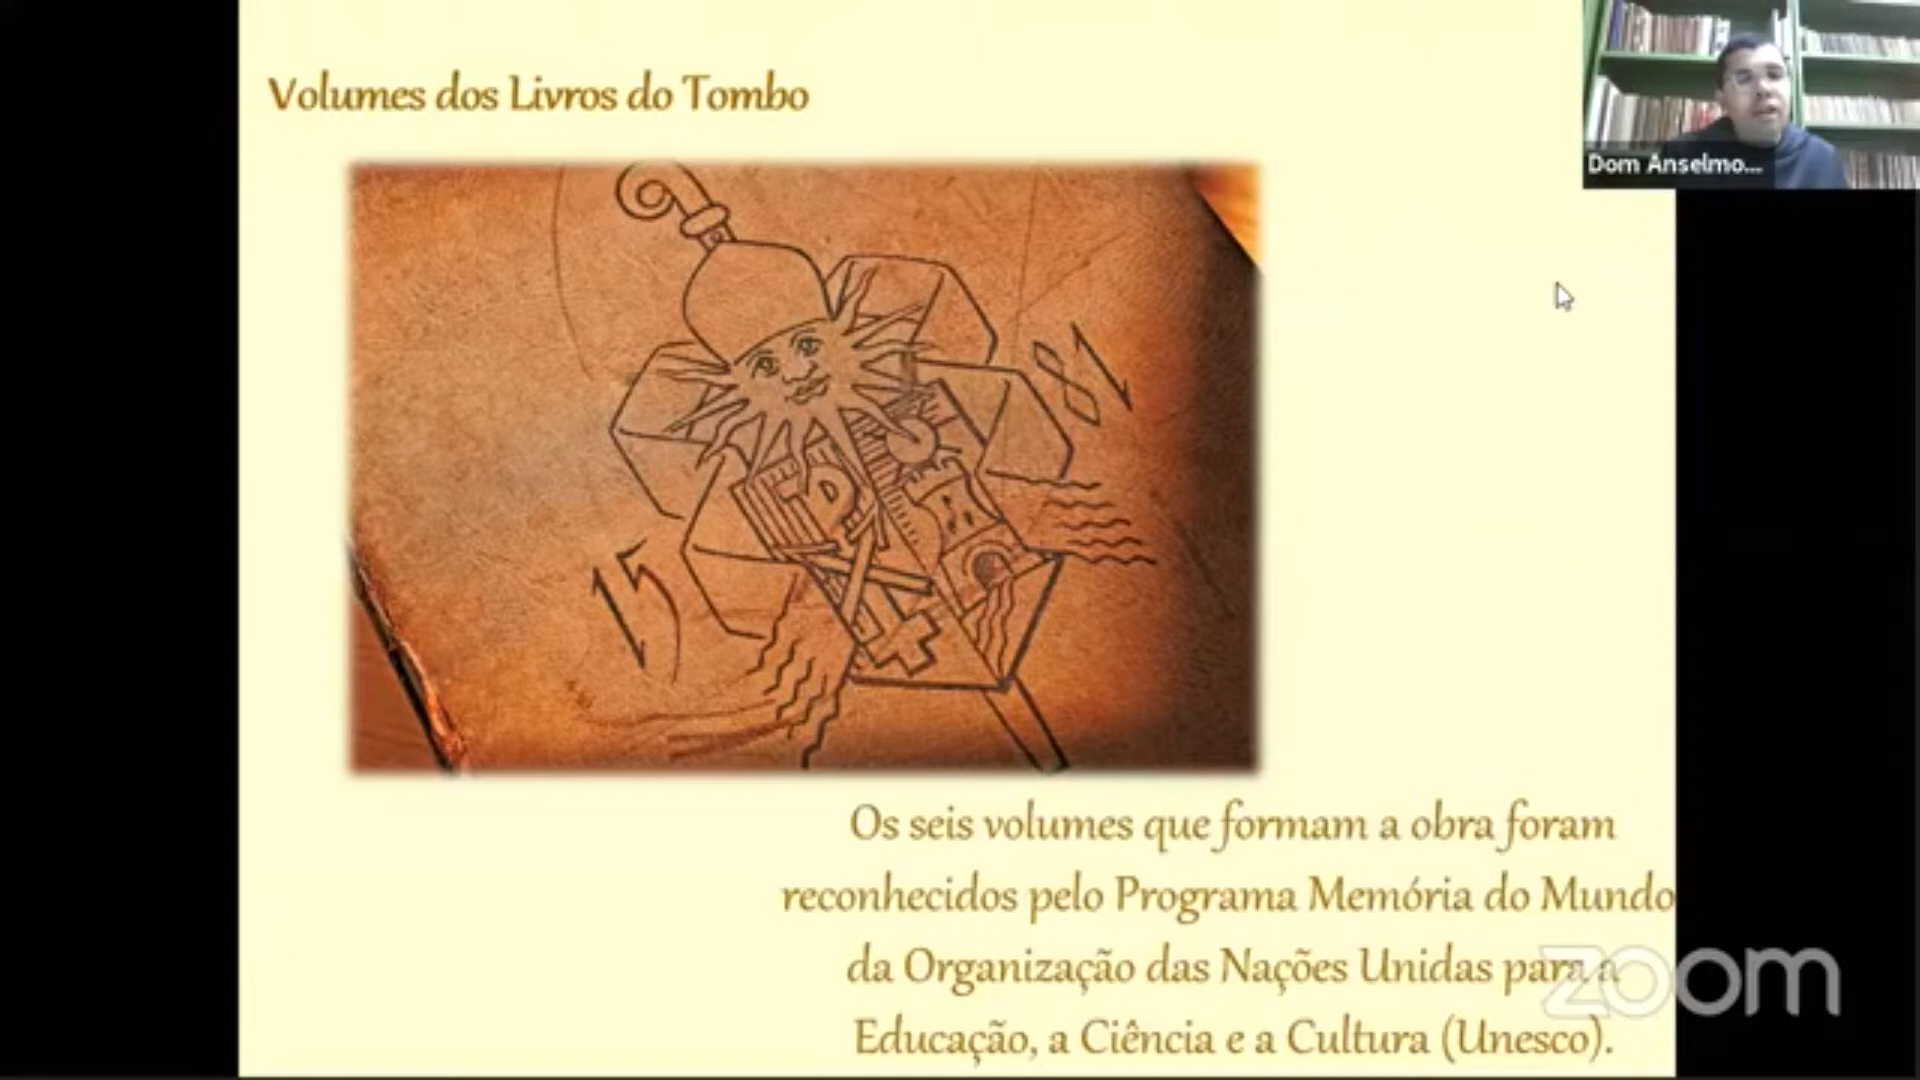 Volumes dos Livros do Tombo
Dom Anselmo...
81
15
P
Os seis volumes que formam a obra foram
reconhecidos pelo Programa Memória do Mundo
da Organização das Nações Unidas para a
Educação, a Ciência e a Cultura (Unesco).
zoom